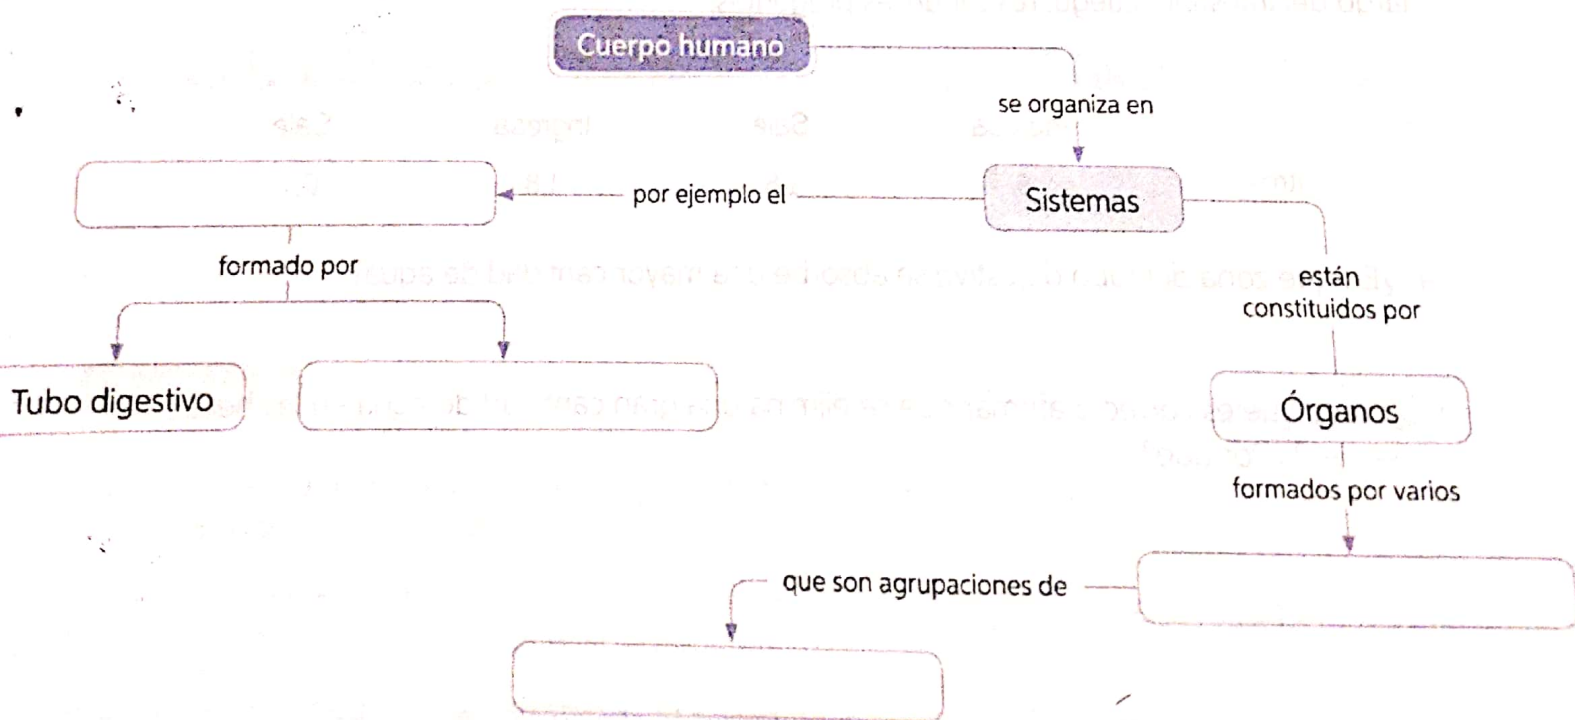 Cuerpo humano
se organiza en
Sistemas
por ejemplo el
formado por
Tubo digestivo
están
constituidos por
Órganos
formados por varios
que son agrupaciones de